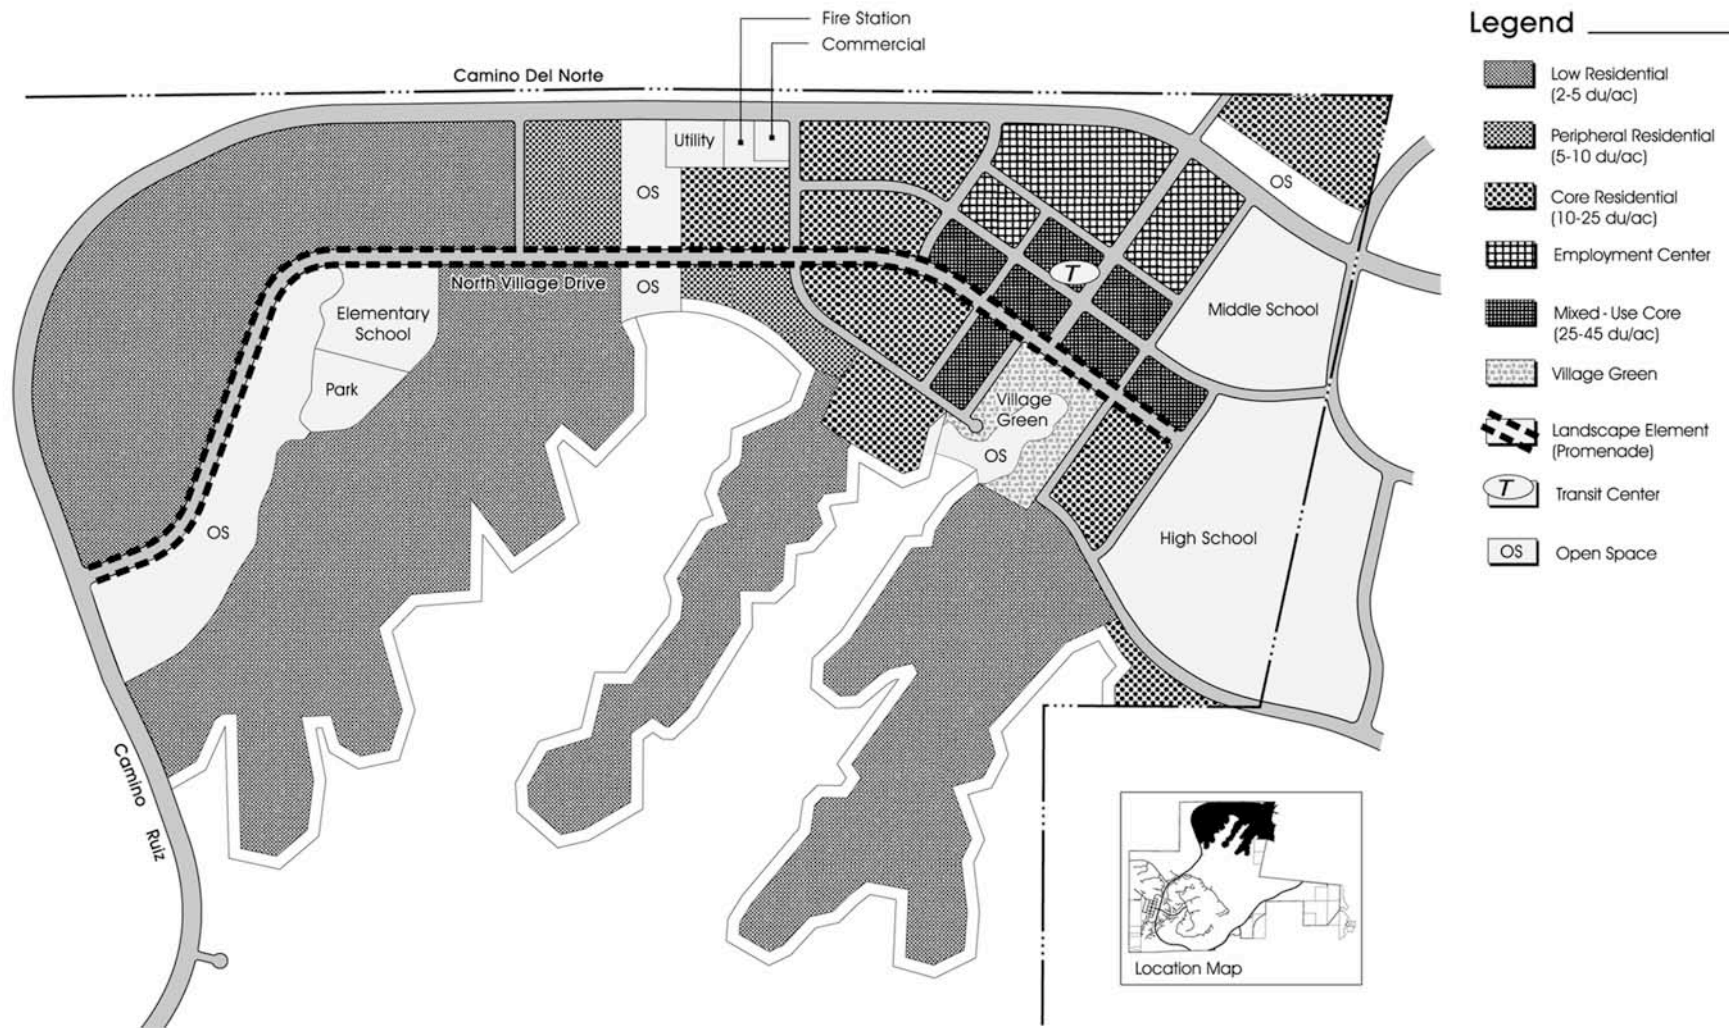 Fire Station
Commercial
Camino Del Norte
Utility
OS
OS
North Village Drive
OS
Elementary
School
Park
OS
T
Middle School
Village
Green
OS
High School
Camino Ruiz
Location Map
Legend
Low Residential
(2-5 du/ac)
Peripheral Residential
(5-10 du/ac)
Core Residential
(10-25 du/ac)
Employment Center
Mixed - Use Core
(25-45 du/ac)
Village Green
Landscape Element
(Promenade)
T
Transit Center
OS
Open Space